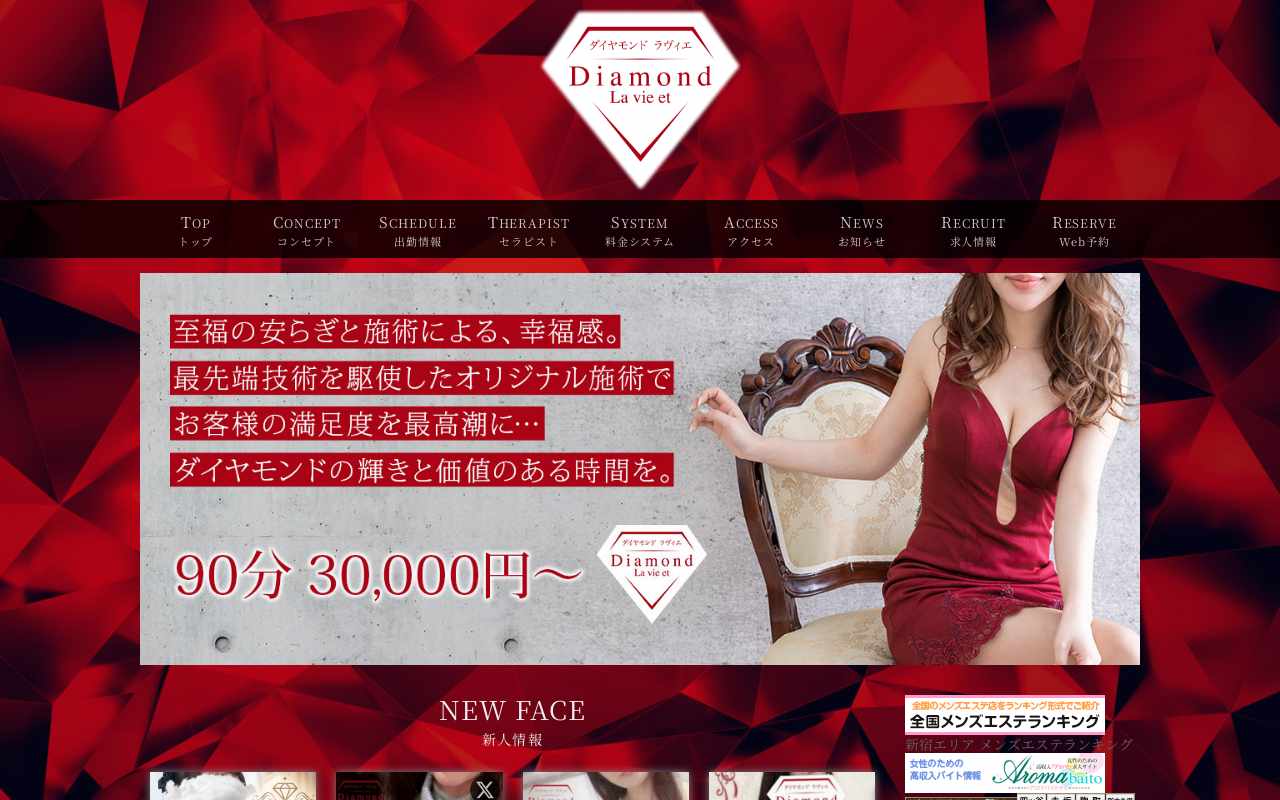 ダイヤモンド ラヴィエ
Diamond
La vie et
TOP
トップ
CONCEPT
コンセプト
SCHEDULE
出勤情報
THERAPIST
セラピスト
SYSTEM
料金システム
ACCESS
アクセス
NEWS
お知らせ
RECRUIT
求人情報
RESERVE
Web予約
至福の安らぎと施術による、幸福感。
最先端技術を駆使したオリジナル施術で
お客様の満足度を最高潮に…
ダイヤモンドの輝きと価値のある時間を。
90分 30,000円〜
ダイヤモンド ラヴィエ
Diamond
La vie et
NEW FACE
新人情報
全国のメンズエステ店をランキング形式でご紹介
全国メンズエステランキング
新宿エリア メンズエステランキング
女性のための
高収入バイト情報
Aroma baito